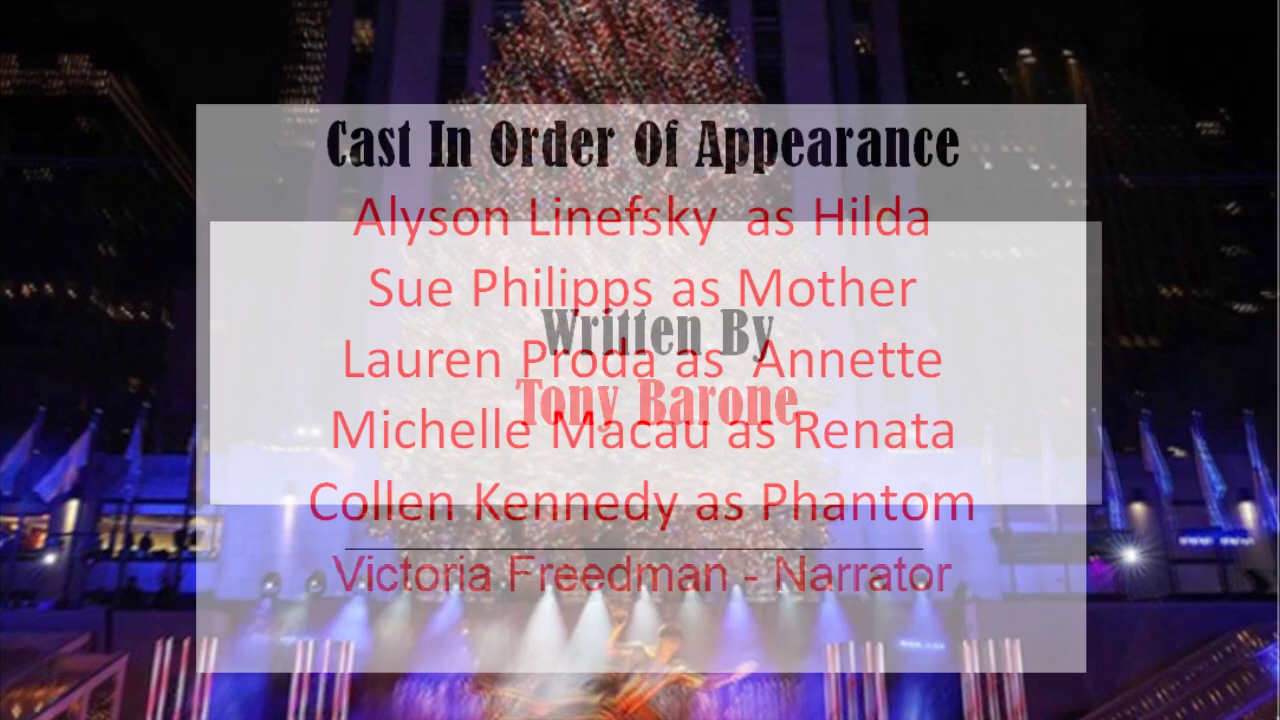 Cast In Order Of Appearance
Alyson Linefsky as Hilda
Sue Philipps as Mother
Written By
Lauren Proda as Annette
Tony Barone
Michelle Macau as Renata
Collen Kennedy as Phantom
Victoria Freedman - Narrator